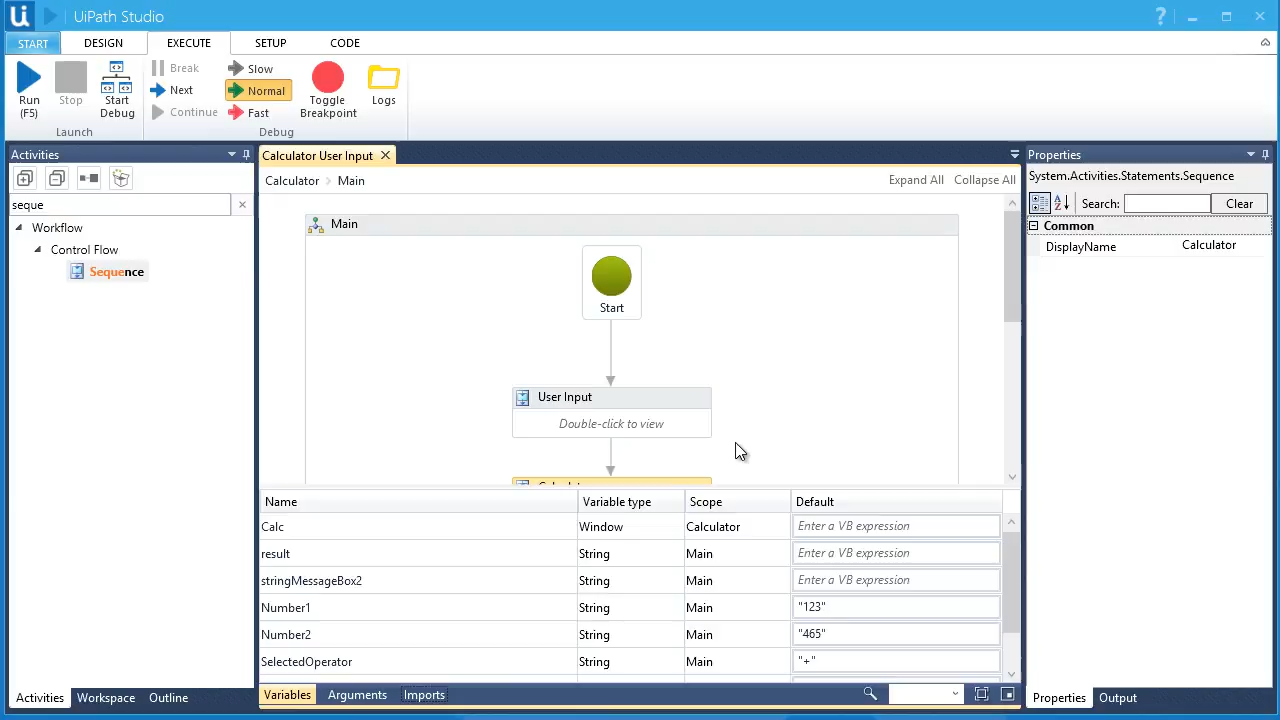 UiPath Studio
START DESIGN EXECUTE SETUP CODE
Run
(F5)
Stop
Start
Debug
Launch
Break
Next
Continue
Slow
Normal
Fast
Toggle
Breakpoint
Logs
Debug
Activities
seque
Workflow
Control Flow
Sequence
Activities Workspace Outline
Calculator User Input
Calculator > Main
Expand All Collapse All
Main
Start
User Input
Double-click to view
Name Variable type Scope Default
Calc Window Calculator Enter a VB expression
result String Main Enter a VB expression
stringMessageBox2 String Main Enter a VB expression
Number1 String Main "123"
Number2 String Main "465"
SelectedOperator String Main "+"
Variables Arguments Imports
Properties
System.Activities.Statements.Sequence
Search: Clear
Common
DisplayName Calculator
Properties Output